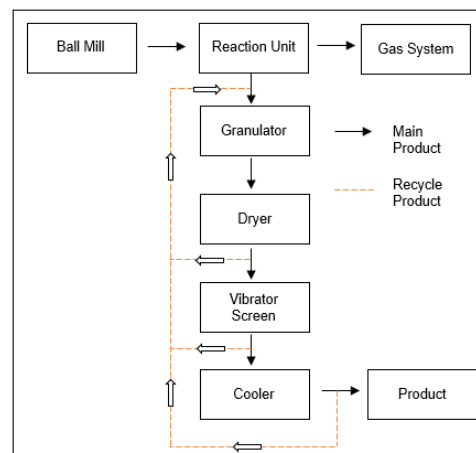 Ball Mill
Reaction Unit
Gas System
Granulator
Main
Product
Recycle
Product
Dryer
Vibrator
Screen
Cooler
Product